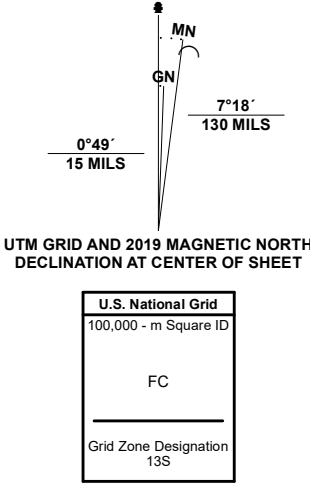 MN
GN
7°18´
130 MILS
0°49´
15 MILS
UTM GRID AND 2019 MAGNETIC NORTH
DECLINATION AT CENTER OF SHEET
U.S. National Grid
100,000 - m Square ID
FC
Grid Zone Designation
13S